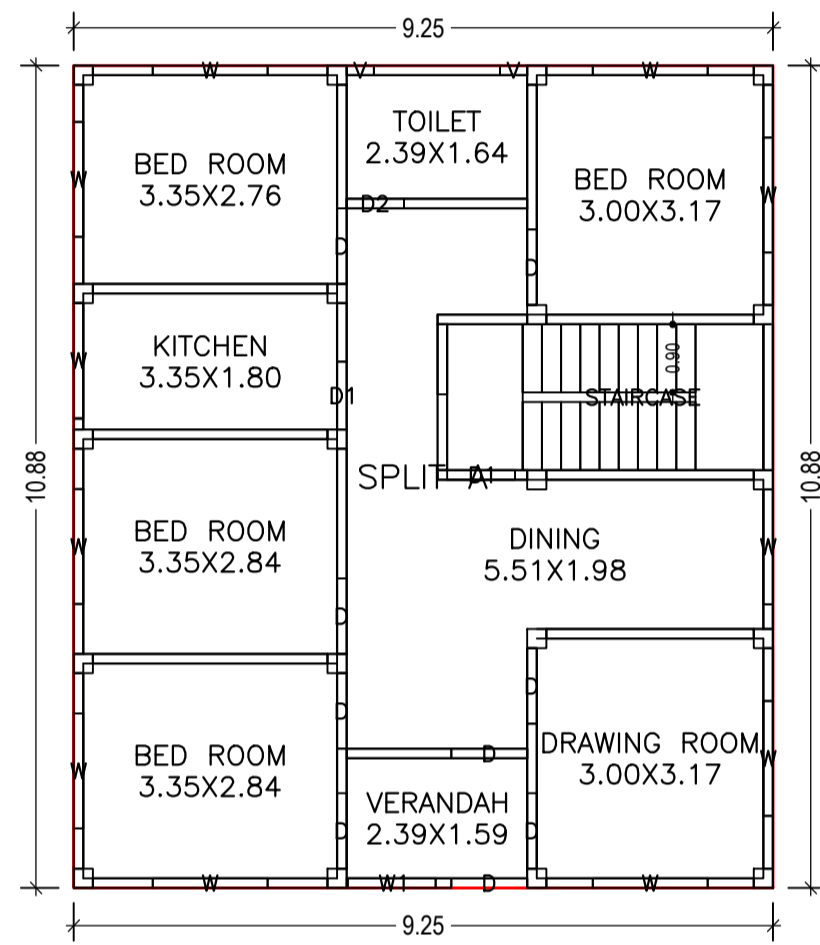 9.25
W
V
V
W
TOILET
2.39X1.64
BED ROOM
3.35X2.76
BED ROOM
3.00X3.17
W
W
D2
D
D
KITCHEN
3.35X1.80
W
0.90
D1
STAIRCASE
10.88
10.88
SPLIT A
D1
BED ROOM
3.35X2.84
DINING
5.51X1.98
W
W
D
D
D
BED ROOM
3.35X2.84
DRAWING ROOM
3.00X3.17
D
W
W
VERANDAH
2.39X1.59
D
D
W
W1
D
W
9.25